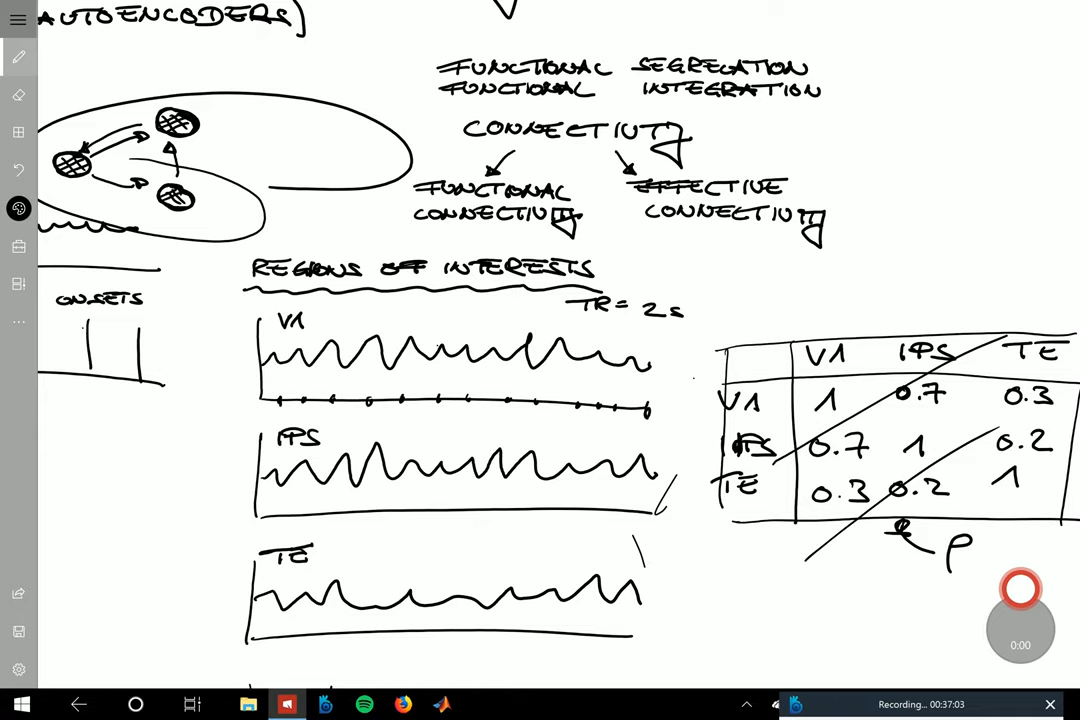 AUTOENCODERS)
FUNCTIONAL SEGREGATION
FUNCTIONAL INTEGRATION
CONNECTIVITY
FUNCTIONAL CONNECTIVITY
EFFECTIVE CONNECTIVITY
ONSETS
REGIONS OFF INTERESTS
TR = 2s
V1
IPS
TE
V1 IPS TE
V1 1 0.7 0.3
IPS 0.7 1 0.2
TE 0.3 0.2 1
ρ
0:00
Recording... 00:37:03